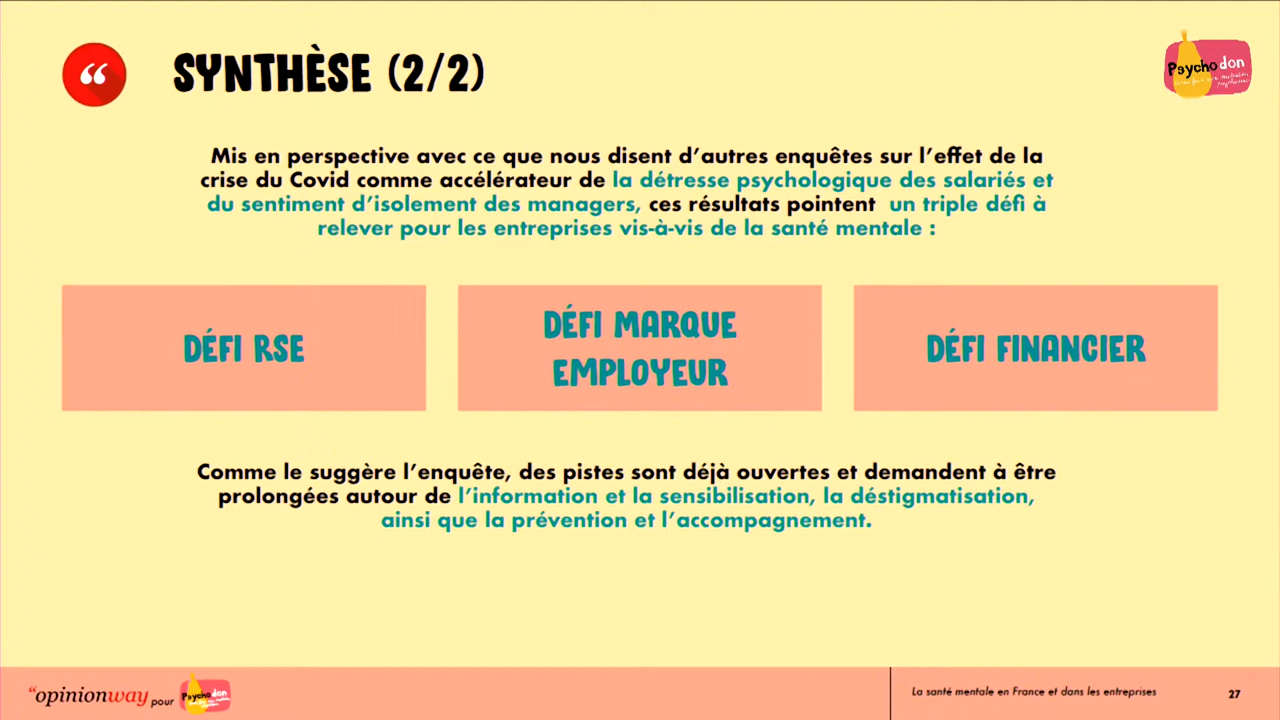 “
SYNTHÈSE (2/2)
Psychodon
Mis en perspective avec ce que nous disent d’autres enquêtes sur l’effet de la
crise du Covid comme accélérateur de la détresse psychologique des salariés et
du sentiment d’isolement des managers, ces résultats pointent un triple défi à
relever pour les entreprises vis-à-vis de la santé mentale :
DÉFI RSE
DÉFI MARQUE
EMPLOYEUR
DÉFI FINANCIER
Comme le suggère l’enquête, des pistes sont déjà ouvertes et demandent à être
prolongées autour de l’information et la sensibilisation, la déstigmatisation,
ainsi que la prévention et l’accompagnement.
“opinionway pour Psychodon
La santé mentale en France et dans les entreprises
27